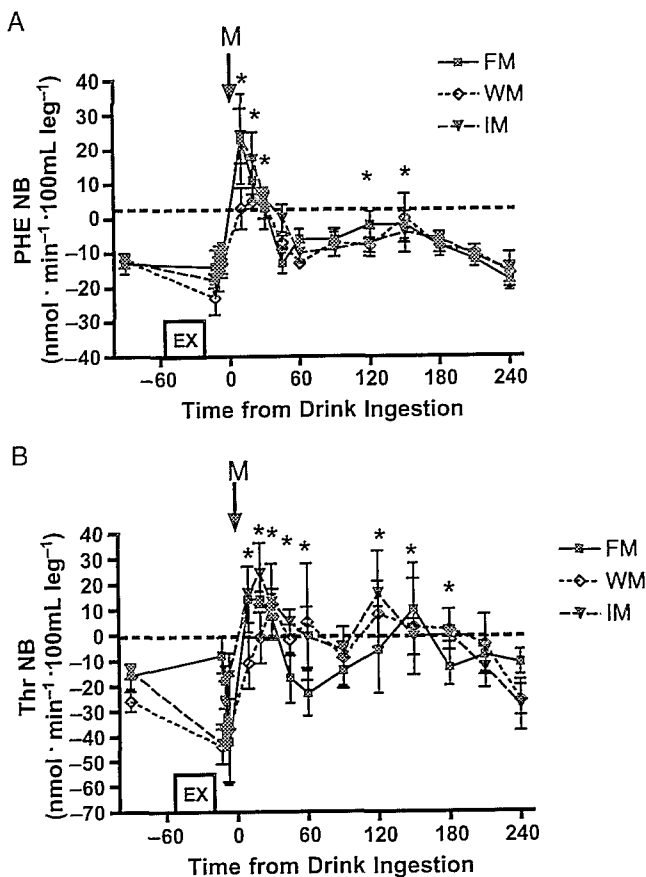 A
M
FM
WM
IM
* * * * *
40
30
20
10
0
−10
−20
−30
−40
PHE NB
(nmol · min⁻¹ ·100mL leg⁻¹)
EX
−60 0 60 120 180 240
Time from Drink Ingestion
B
M
FM
WM
IM
* * * * * * * *
40
30
20
10
0
−10
−20
−30
−40
−50
−60
−70
Thr NB
(nmol · min⁻¹ ·100mL leg⁻¹)
EX
−60 0 60 120 180 240
Time from Drink Ingestion